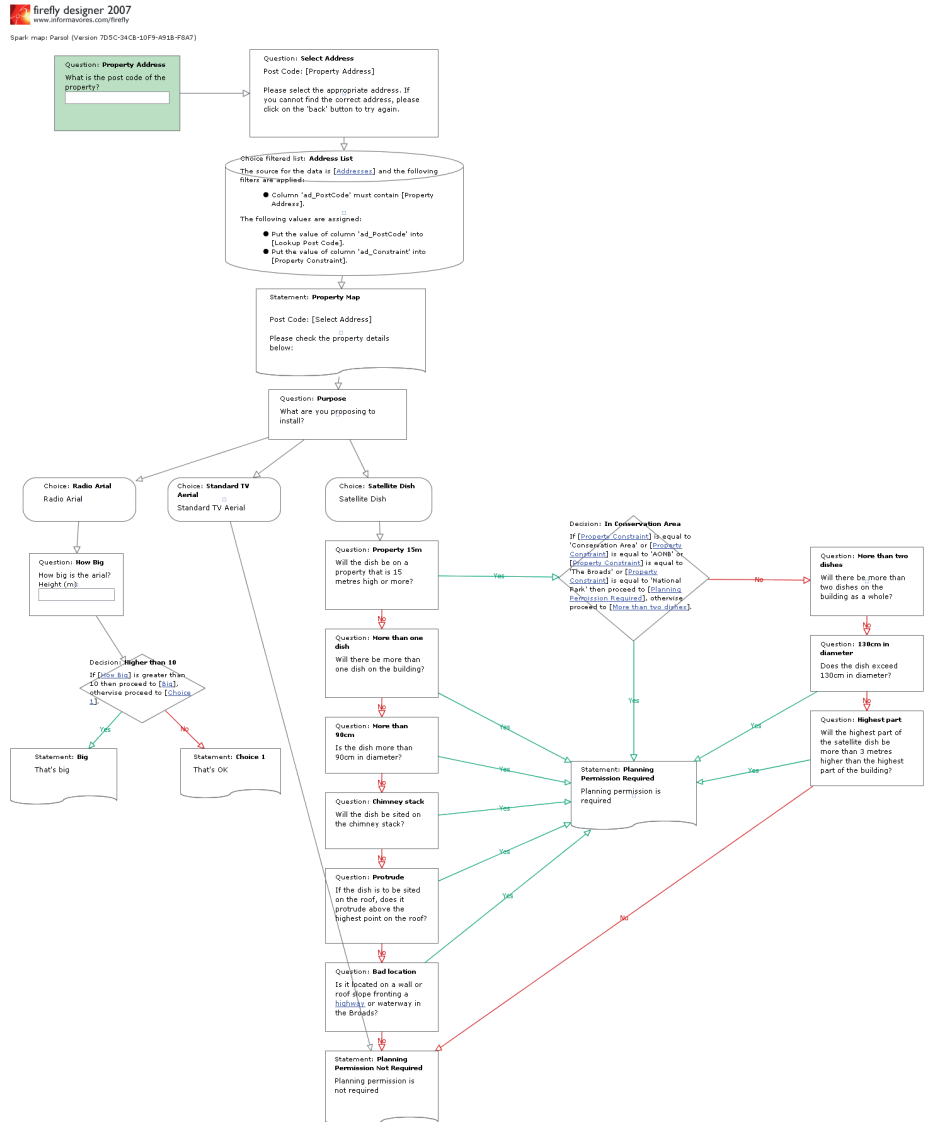 firefly designer 2007
www.informavores.com/firefly
Spark map: Parsol (Version 7D5C-34CB-10F9-A91B-F8A7)
Question: Property Address
What is the post code of the
property?
Question: Select Address
Post Code: [Property Address]
Please select the appropriate address. If
you cannot find the correct address, please
click on the 'back' button to try again.
Choice filtered list: Address List
The source for the data is [Addresses] and the following
filters are applied:
● Column 'ad_PostCode' must contain [Property
Address].
The following values are assigned:
● Put the value of column 'ad_PostCode' into
[Lookup Post Code].
● Put the value of column 'ad_Constraint' into
[Property Constraint].
Statement: Property Map
Post Code: [Select Address]
Please check the property details
below:
Question: Purpose
What are you proposing to
install?
Choice: Radio Arial
Radio Arial
Choice: Standard TV
Aerial
Standard TV Aerial
Choice: Satellite Dish
Satellite Dish
Question: How Big
How big is the arial?
Height (m):
Decision: Higher than 10
If [How Big] is greater than
10 then proceed to [Big],
otherwise proceed to [Choice
1].
Yes
No
Statement: Big
That's big
Statement: Choice 1
That's OK
Question: Property 15m
Will the dish be on a
property that is 15
metres high or more?
Yes
No
Question: More than one
dish
Will there be more than
one dish on the building?
Yes
No
Question: More than
90cm
Is the dish more than
90cm in diameter?
Yes
No
Question: Chimney stack
Will the dish be sited on
the chimney stack?
Yes
No
Question: Protrude
If the dish is to be sited
on the roof, does it
protrude above the
highest point on the roof?
Yes
No
Question: Bad location
Is it located on a wall or
roof slope fronting a
highway or waterway in
the Broads?
Yes
No
Statement: Planning
Permission Not Required
Planning permission is
not required
Decision: In Conservation Area
If [Property Constraint] is equal to
'Conservation Area' or [Property
Constraint] is equal to 'AONB' or
[Property Constraint] is equal to
'The Broads' or [Property
Constraint] is equal to 'National
Park' then proceed to [Planning
Permission Required], otherwise
proceed to [More than two dishes].
Yes
No
Statement: Planning
Permission Required
Planning permission is
required
Question: More than two
dishes
Will there be more than
two dishes on the
building as a whole?
No
Question: 130cm in
diameter
Does the dish exceed
130cm in diameter?
Yes
No
Question: Highest part
Will the highest part of
the satellite dish be
more than 3 metres
higher than the highest
part of the building?
Yes
No